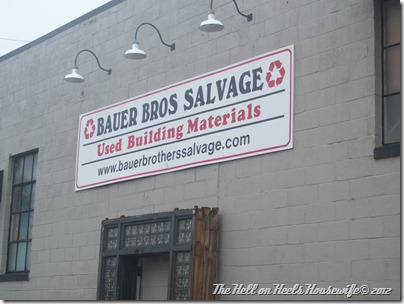 BAUER BROS SALVAGE
Used Building Materials
www.bauerbrotherssalvage.com
The Hell on Heels Housewife © 2012